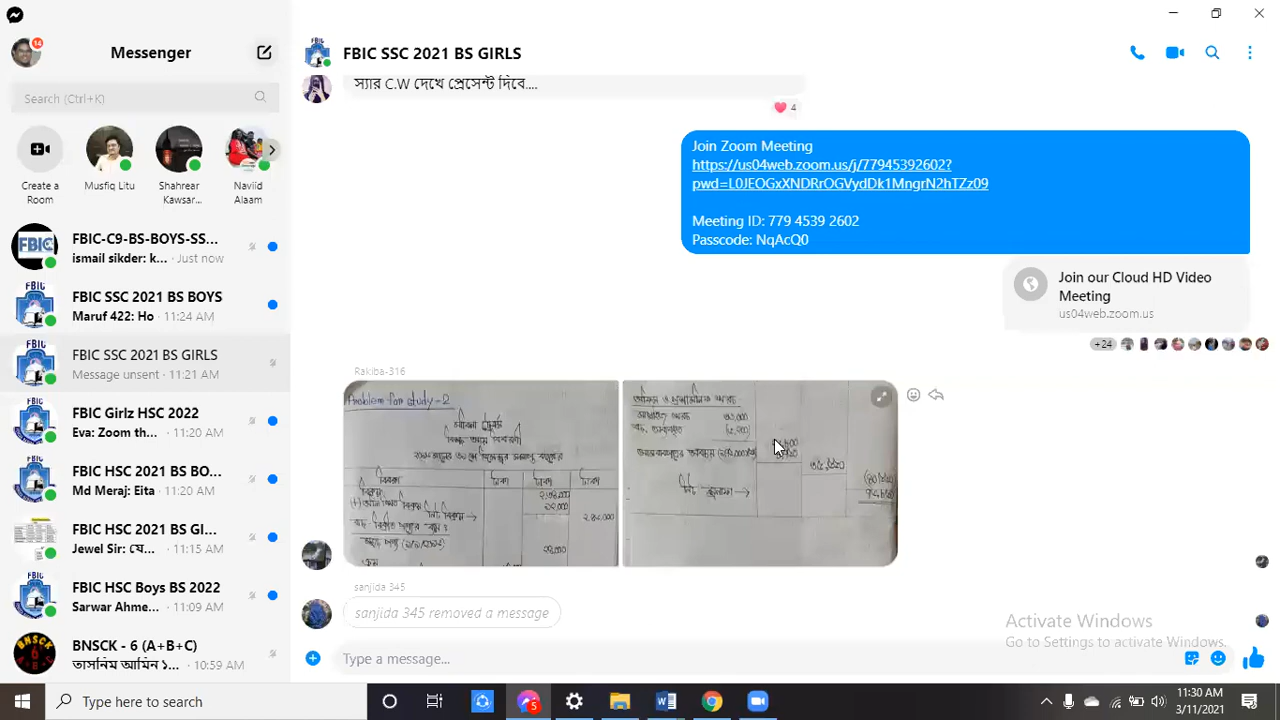 14
Messenger
Search (Ctrl+K)
Create a
Room
Musfiq Litu
Shahrear
Kawsar...
Naviid
Alaam
FBIC-C9-BS-BOYS-SS...
ismail sikder: k... · Just now
FBIC SSC 2021 BS BOYS
Maruf 422: Ho · 11:24 AM
FBIC SSC 2021 BS GIRLS
Message unsent · 11:21 AM
FBIC Girlz HSC 2022
Eva: Zoom th... · 11:20 AM
FBIC HSC 2021 BS BO...
Md Meraj: Eita · 11:20 AM
FBIC HSC 2021 BS GI...
Jewel Sir: যে... · 11:15 AM
FBIC HSC Boys BS 2022
Sarwar Ahme... · 11:09 AM
BNSCK - 6 (A+B+C)
তাসনিম আমিন ১... · 10:59 AM
FBIC SSC 2021 BS GIRLS
স্যার C.W দেখে প্রেসেন্ট দিবে....
4
Join Zoom Meeting
https://us04web.zoom.us/j/77945392602?
pwd=L0JEOGxXNDRrOGVydDk1MngrN2hTZz09
Meeting ID: 779 4539 2602
Passcode: NqAcQ0
Join our Cloud HD Video
Meeting
us04web.zoom.us
+24
Rakiba-316
Problem for study-2
বিবরণ টাকা টাকা টাকা
sanjida 345
sanjida 345 removed a message
Activate Windows
Go to Settings to activate Windows.
Type a message...
Type here to search
5
11:30 AM
3/11/2021